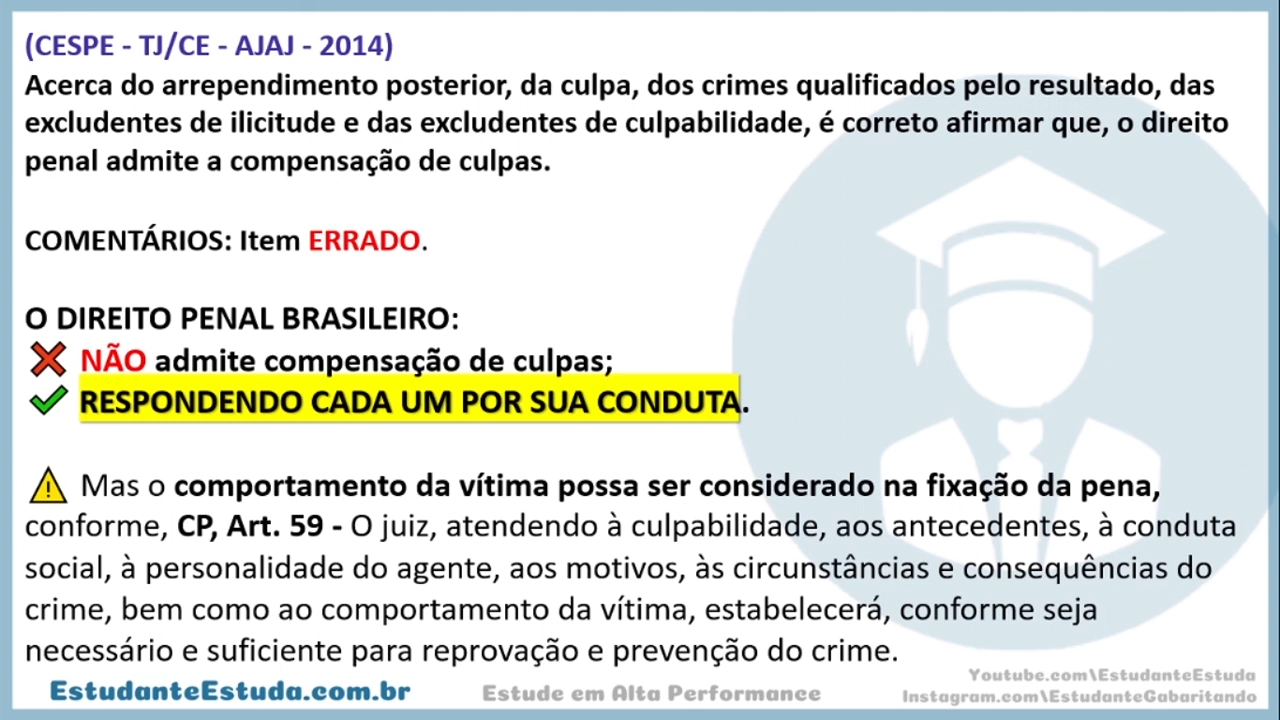 (CESPE - TJ/CE - AJAJ - 2014)
Acerca do arrependimento posterior, da culpa, dos crimes qualificados pelo resultado, das
excludentes de ilicitude e das excludentes de culpabilidade, é correto afirmar que, o direito
penal admite a compensação de culpas.
COMENTÁRIOS: Item ERRADO.
O DIREITO PENAL BRASILEIRO:
❌ NÃO admite compensação de culpas;
✔ RESPONDENDO CADA UM POR SUA CONDUTA.
⚠ Mas o comportamento da vítima possa ser considerado na fixação da pena,
conforme, CP, Art. 59 - O juiz, atendendo à culpabilidade, aos antecedentes, à conduta
social, à personalidade do agente, aos motivos, às circunstâncias e consequências do
crime, bem como ao comportamento da vítima, estabelecerá, conforme seja
necessário e suficiente para reprovação e prevenção do crime.
EstudanteEstuda.com.br
Estude em Alta Performance
Youtube.com\EstudanteEstuda
Instagram.com\EstudanteGabaritando